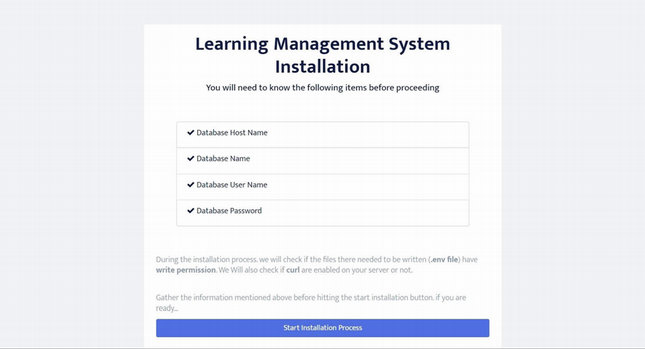 Learning Management System
Installation
You will need to know the following items before proceeding
Database Host Name
Database Name
Database User Name
Database Password
During the installation process, we will check if the files there needed to be written (.env file) have
write permission. We Will also check if curl are enabled on your server or not.
Gather the information mentioned above before hitting the start installation button. if you are
ready...
Start Installation Process